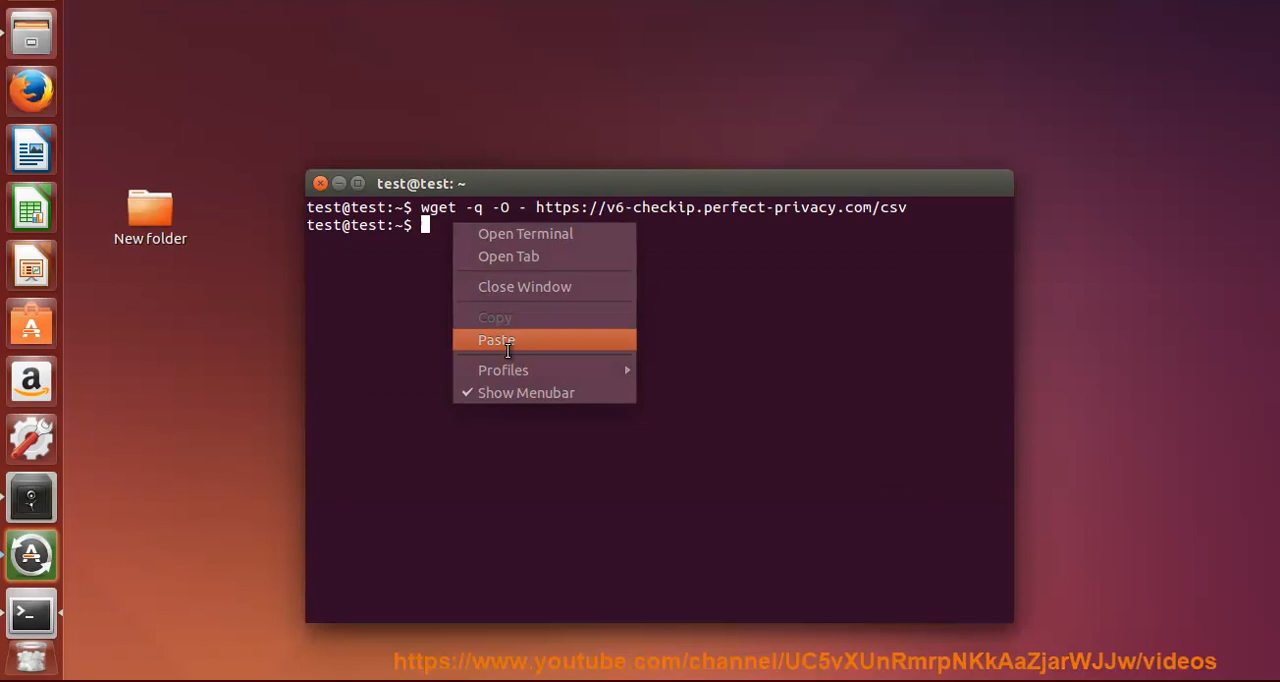 test@test: ~
test@test:~$ wget -q -O - https://v6-checkip.perfect-privacy.com/csv
test@test:~$
New folder
Open Terminal
Open Tab
Close Window
Copy
Paste
Profiles
Show Menubar
https://www.youtube.com/channel/UC5vXUnRmrpNKkAaZjarWJJw/videos